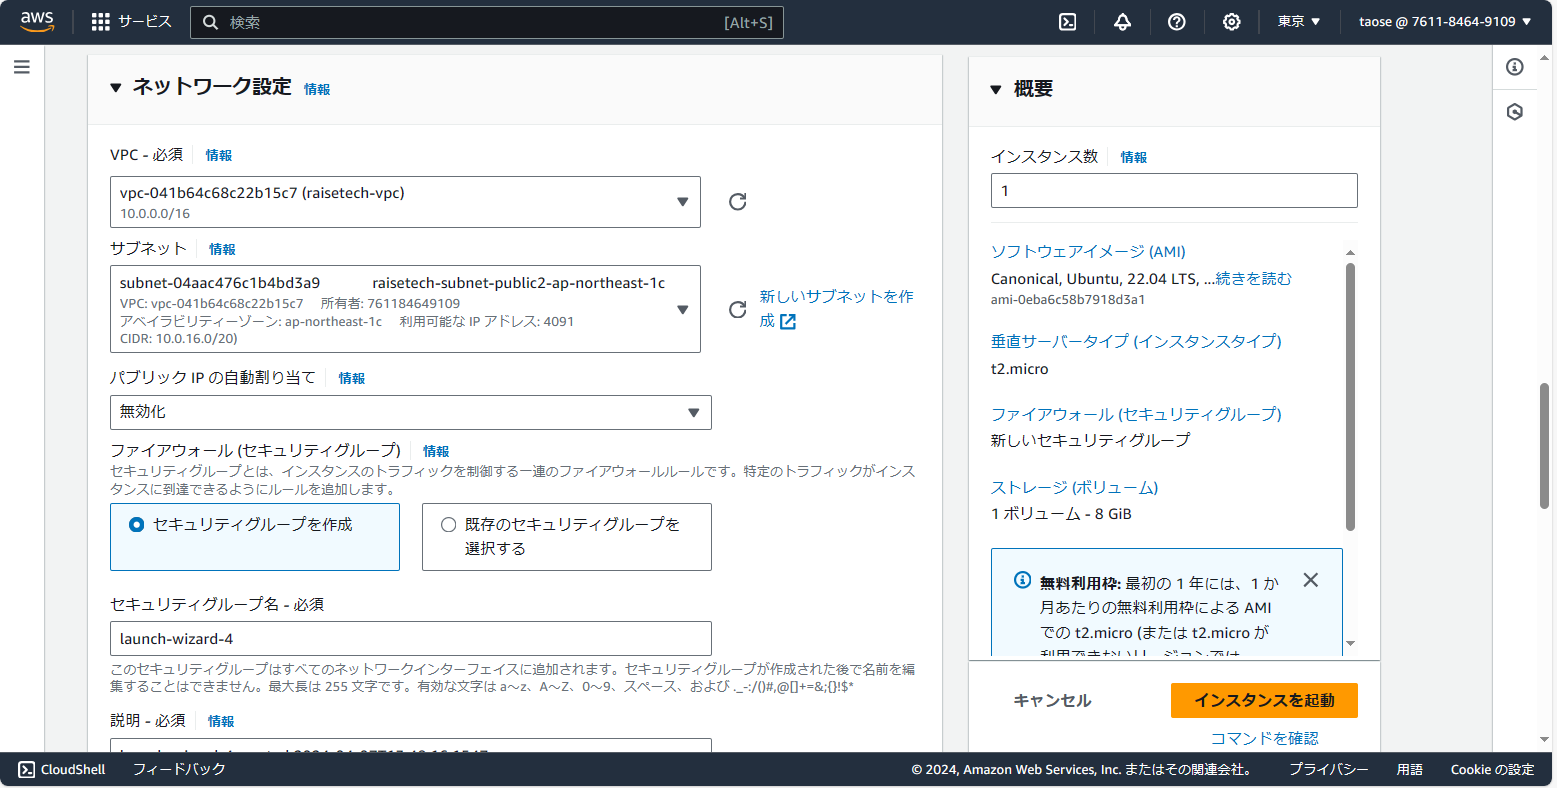 aws
サービス
検索
[Alt+S]
東京 ▼
taose @ 7611-8464-9109 ▼
▼ ネットワーク設定 情報
VPC - 必須 情報
vpc-041b64c68c22b15c7 (raisetech-vpc)
10.0.0.0/16
サブネット 情報
subnet-04aac476c1b4bd3a9 raisetech-subnet-public2-ap-northeast-1c
VPC: vpc-041b64c68c22b15c7 所有者: 761184649109
アベイラビリティーゾーン: ap-northeast-1c 利用可能な IP アドレス: 4091
CIDR: 10.0.16.0/20)
新しいサブネットを作
成
パブリック IP の自動割り当て 情報
無効化
ファイアウォール (セキュリティグループ) 情報
セキュリティグループとは、インスタンスのトラフィックを制御する一連のファイアウォールルールです。特定のトラフィックがインス
タンスに到達できるようにルールを追加します。
セキュリティグループを作成
既存のセキュリティグループを
選択する
セキュリティグループ名 - 必須
launch-wizard-4
このセキュリティグループはすべてのネットワークインターフェイスに追加されます。セキュリティグループが作成された後で名前を編
集することはできません。最大長は 255 文字です。有効な文字は a~z、A~Z、0~9、スペース、および ._-:/()#,@[]+=&;{}!$*
説明 - 必須 情報
▼ 概要
インスタンス数 情報
1
ソフトウェアイメージ (AMI)
Canonical, Ubuntu, 22.04 LTS, ...続きを読む
ami-0eba6c58b7918d3a1
垂直サーバータイプ (インスタンスタイプ)
t2.micro
ファイアウォール (セキュリティグループ)
新しいセキュリティグループ
ストレージ (ボリューム)
1 ボリューム - 8 GiB
無料利用枠: 最初の 1 年には、1 か
月あたりの無料利用枠による AMI
での t2.micro (または t2.micro が
利用できないリージョンでは
キャンセル
インスタンスを起動
コマンドを確認
CloudShell
フィードバック
© 2024, Amazon Web Services, Inc. またはその関連会社。
プライバシー
用語
Cookie の設定